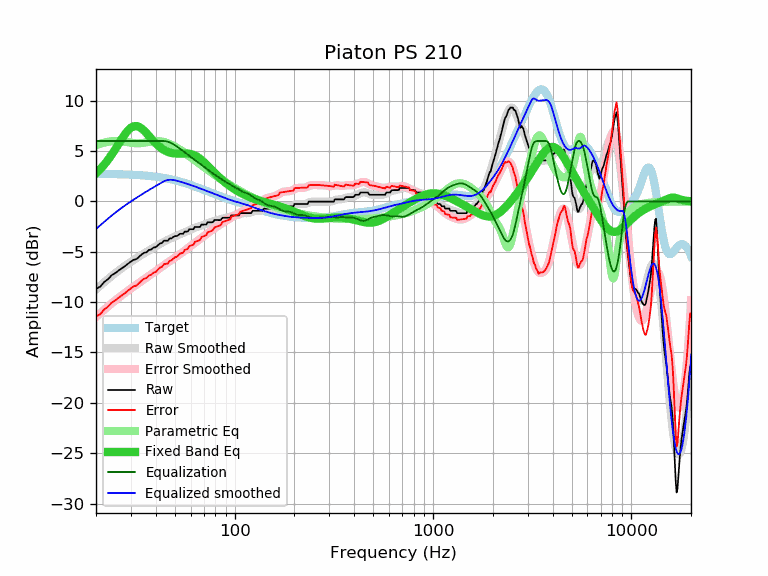 Piaton PS 210
10
5
0
−5
−10
−15
−20
−25
−30
Amplitude (dBr)
Target
Raw Smoothed
Error Smoothed
Raw
Error
Parametric Eq
Fixed Band Eq
Equalization
Equalized smoothed
100
1000
10000
Frequency (Hz)